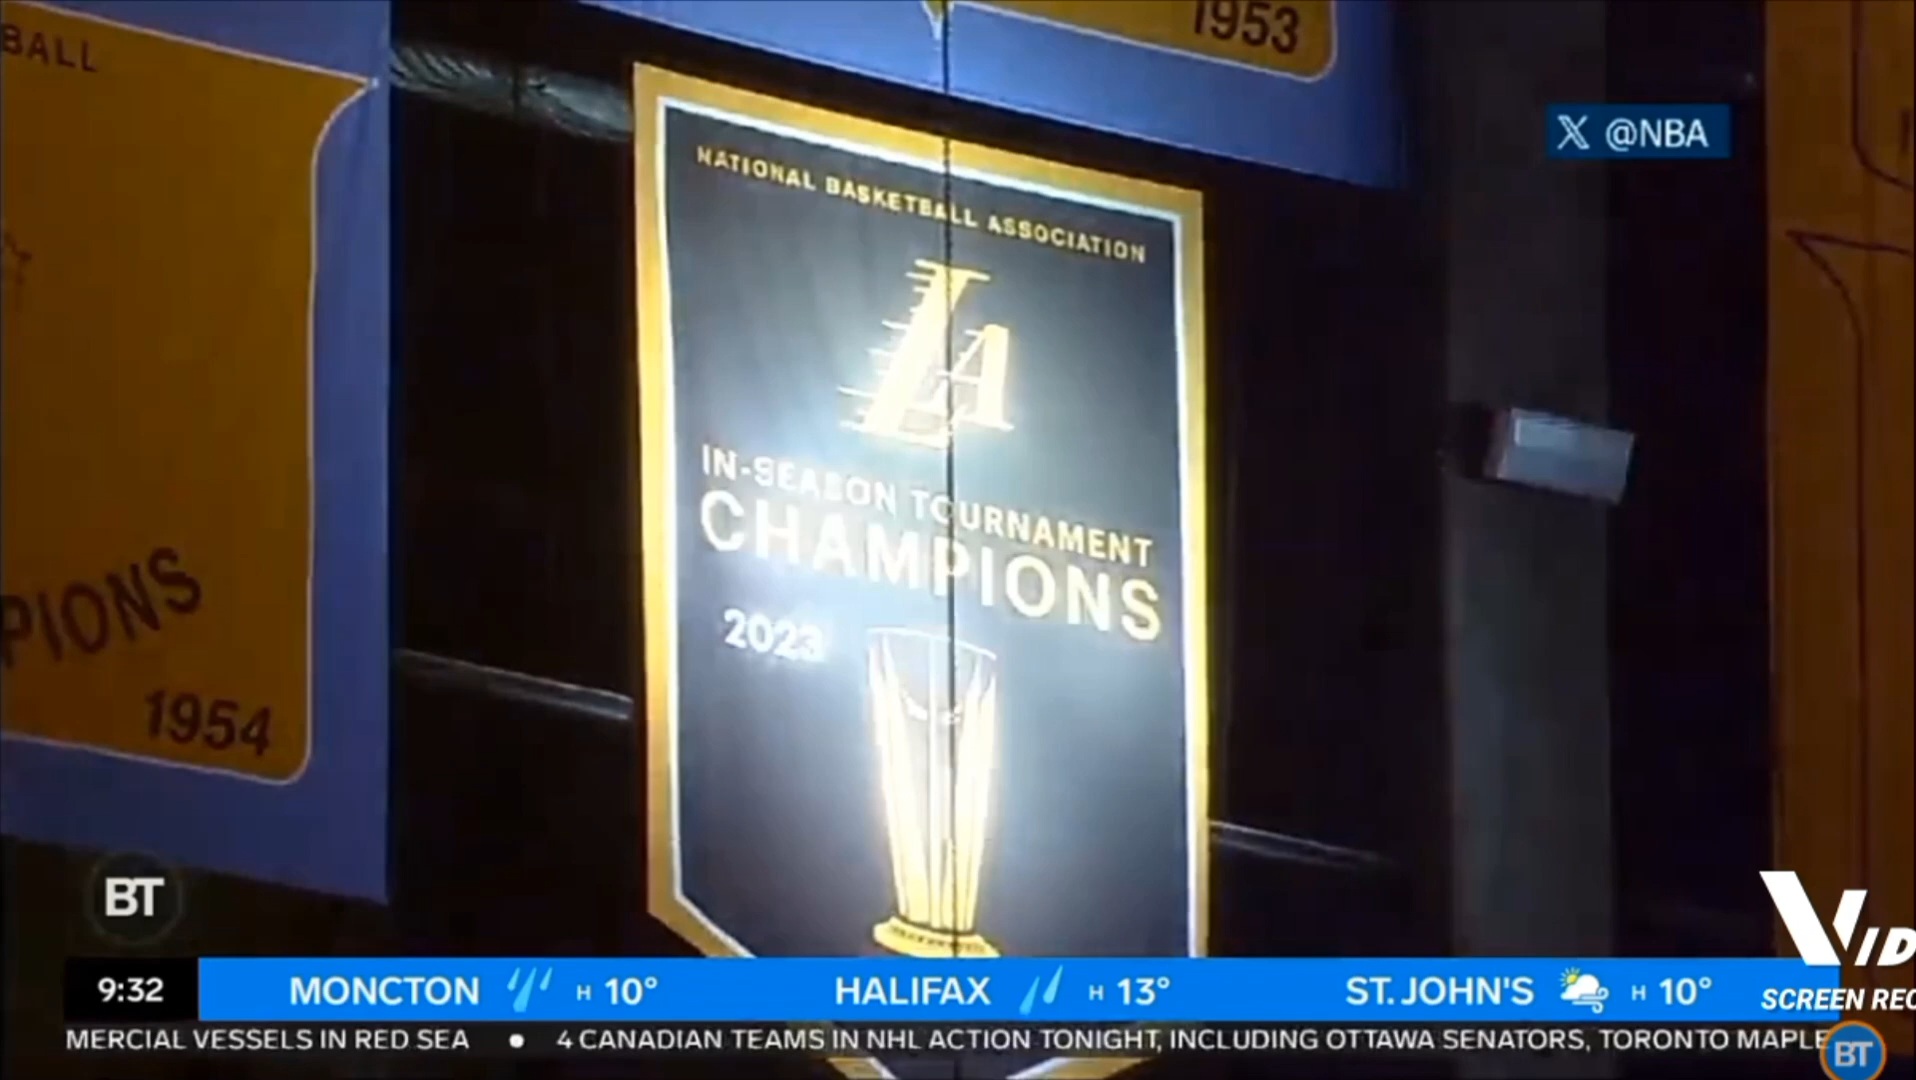 BALL
1953
@NBA
NATIONAL BASKETBALL ASSOCIATION
LA
IN-SEASON TOURNAMENT
CHAMPIONS
2023
PIONS
1954
BT
9:32 MONCTON H 10° HALIFAX H 13° ST. JOHN'S H 10°
VID
SCREEN REC
MERCIAL VESSELS IN RED SEA • 4 CANADIAN TEAMS IN NHL ACTION TONIGHT, INCLUDING OTTAWA SENATORS, TORONTO MAPLE
BT